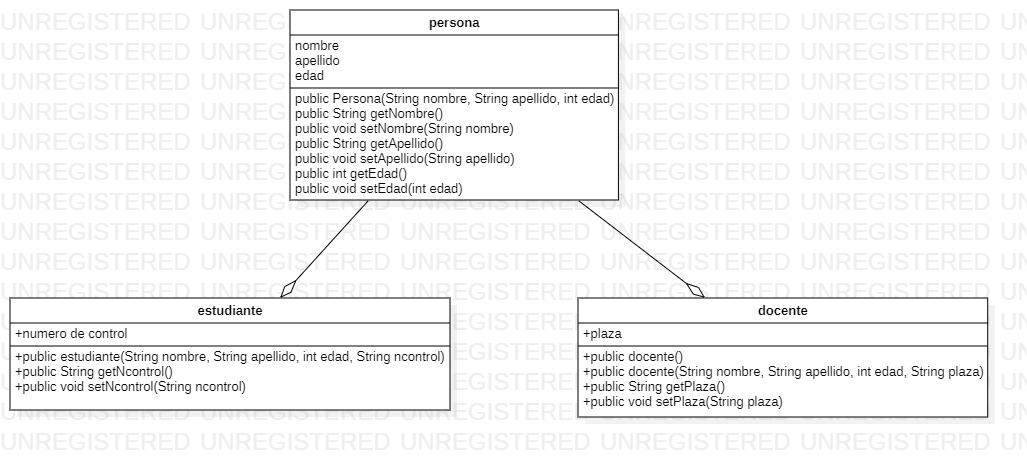 persona
nombre
apellido
edad
public Persona(String nombre, String apellido, int edad)
public String getNombre()
public void setNombre(String nombre)
public String getApellido()
public void setApellido(String apellido)
public int getEdad()
public void setEdad(int edad)
estudiante
+numero de control
+public estudiante(String nombre, String apellido, int edad, String ncontrol)
+public String getNcontrol()
+public void setNcontrol(String ncontrol)
docente
+plaza
+public docente()
+public docente(String nombre, String apellido, int edad, String plaza)
+public String getPlaza()
+public void setPlaza(String plaza)
UNREGISTERED